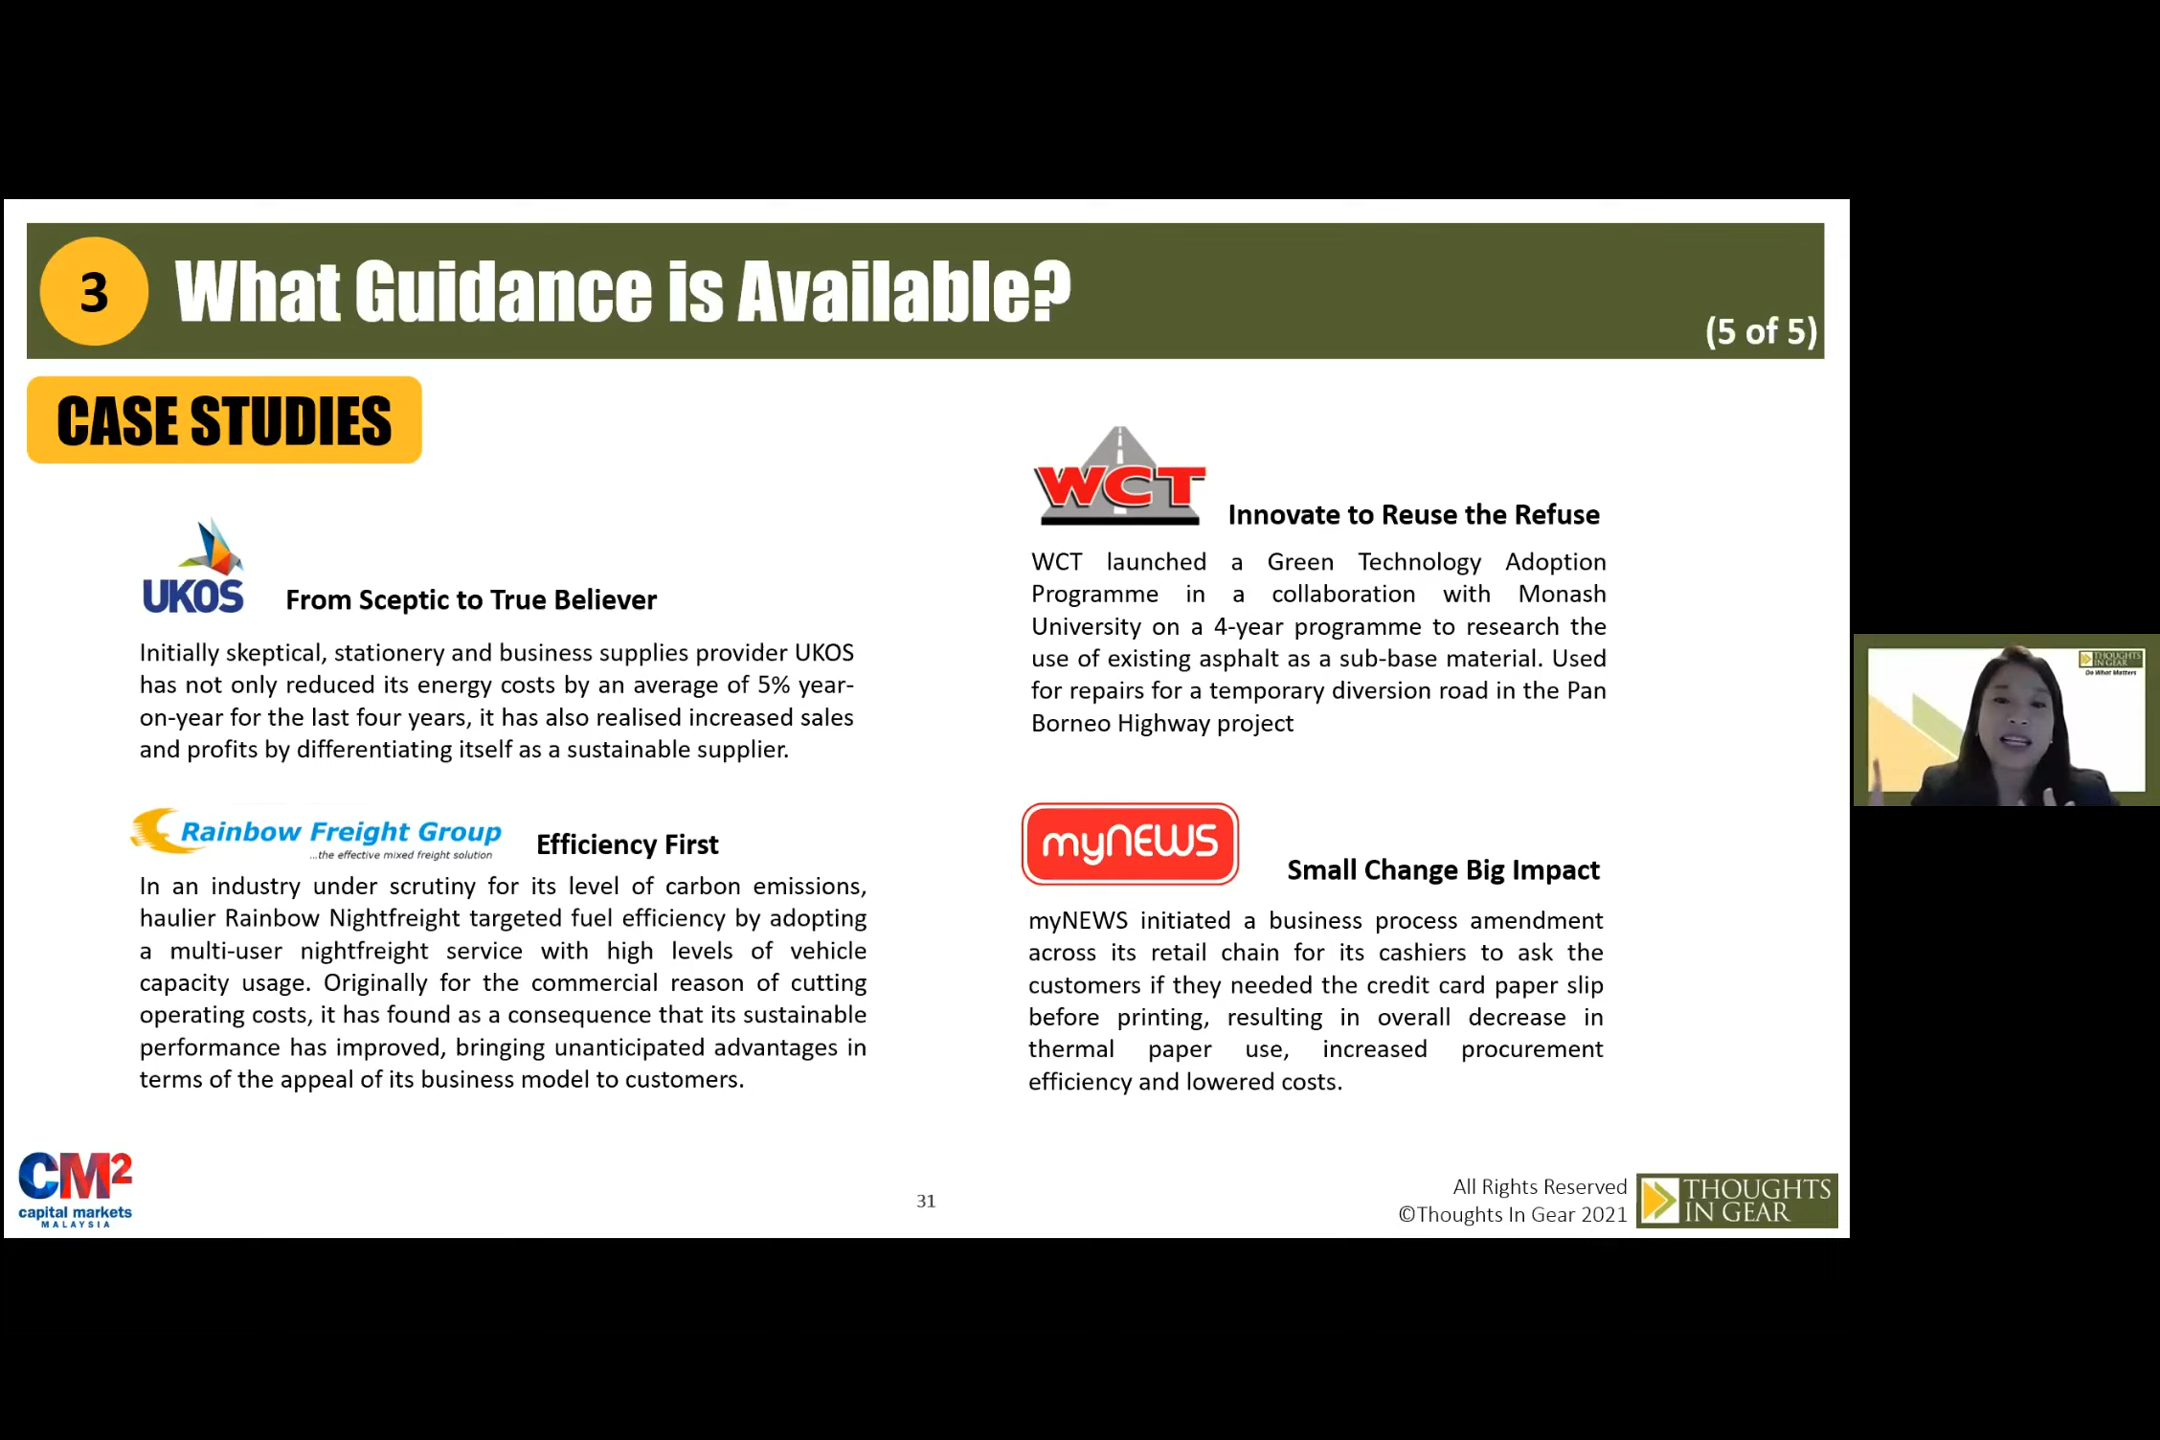 3
What Guidance is Available?
(5 of 5)
CASE STUDIES
UKOS
From Sceptic to True Believer
Initially skeptical, stationery and business supplies provider UKOS
has not only reduced its energy costs by an average of 5% year-
on-year for the last four years, it has also realised increased sales
and profits by differentiating itself as a sustainable supplier.
Rainbow Freight Group
...the effective mixed freight solution
Efficiency First
In an industry under scrutiny for its level of carbon emissions,
haulier Rainbow Nightfreight targeted fuel efficiency by adopting
a multi-user nightfreight service with high levels of vehicle
capacity usage. Originally for the commercial reason of cutting
operating costs, it has found as a consequence that its sustainable
performance has improved, bringing unanticipated advantages in
terms of the appeal of its business model to customers.
WCT
Innovate to Reuse the Refuse
WCT launched a Green Technology Adoption
Programme in a collaboration with Monash
University on a 4-year programme to research the
use of existing asphalt as a sub-base material. Used
for repairs for a temporary diversion road in the Pan
Borneo Highway project
myNEWS
Small Change Big Impact
myNEWS initiated a business process amendment
across its retail chain for its cashiers to ask the
customers if they needed the credit card paper slip
before printing, resulting in overall decrease in
thermal paper use, increased procurement
efficiency and lowered costs.
CM2
capital markets
MALAYSIA
31
All Rights Reserved
©Thoughts In Gear 2021
THOUGHTS
IN GEAR
THOUGHTS
IN GEAR
Do What Matters